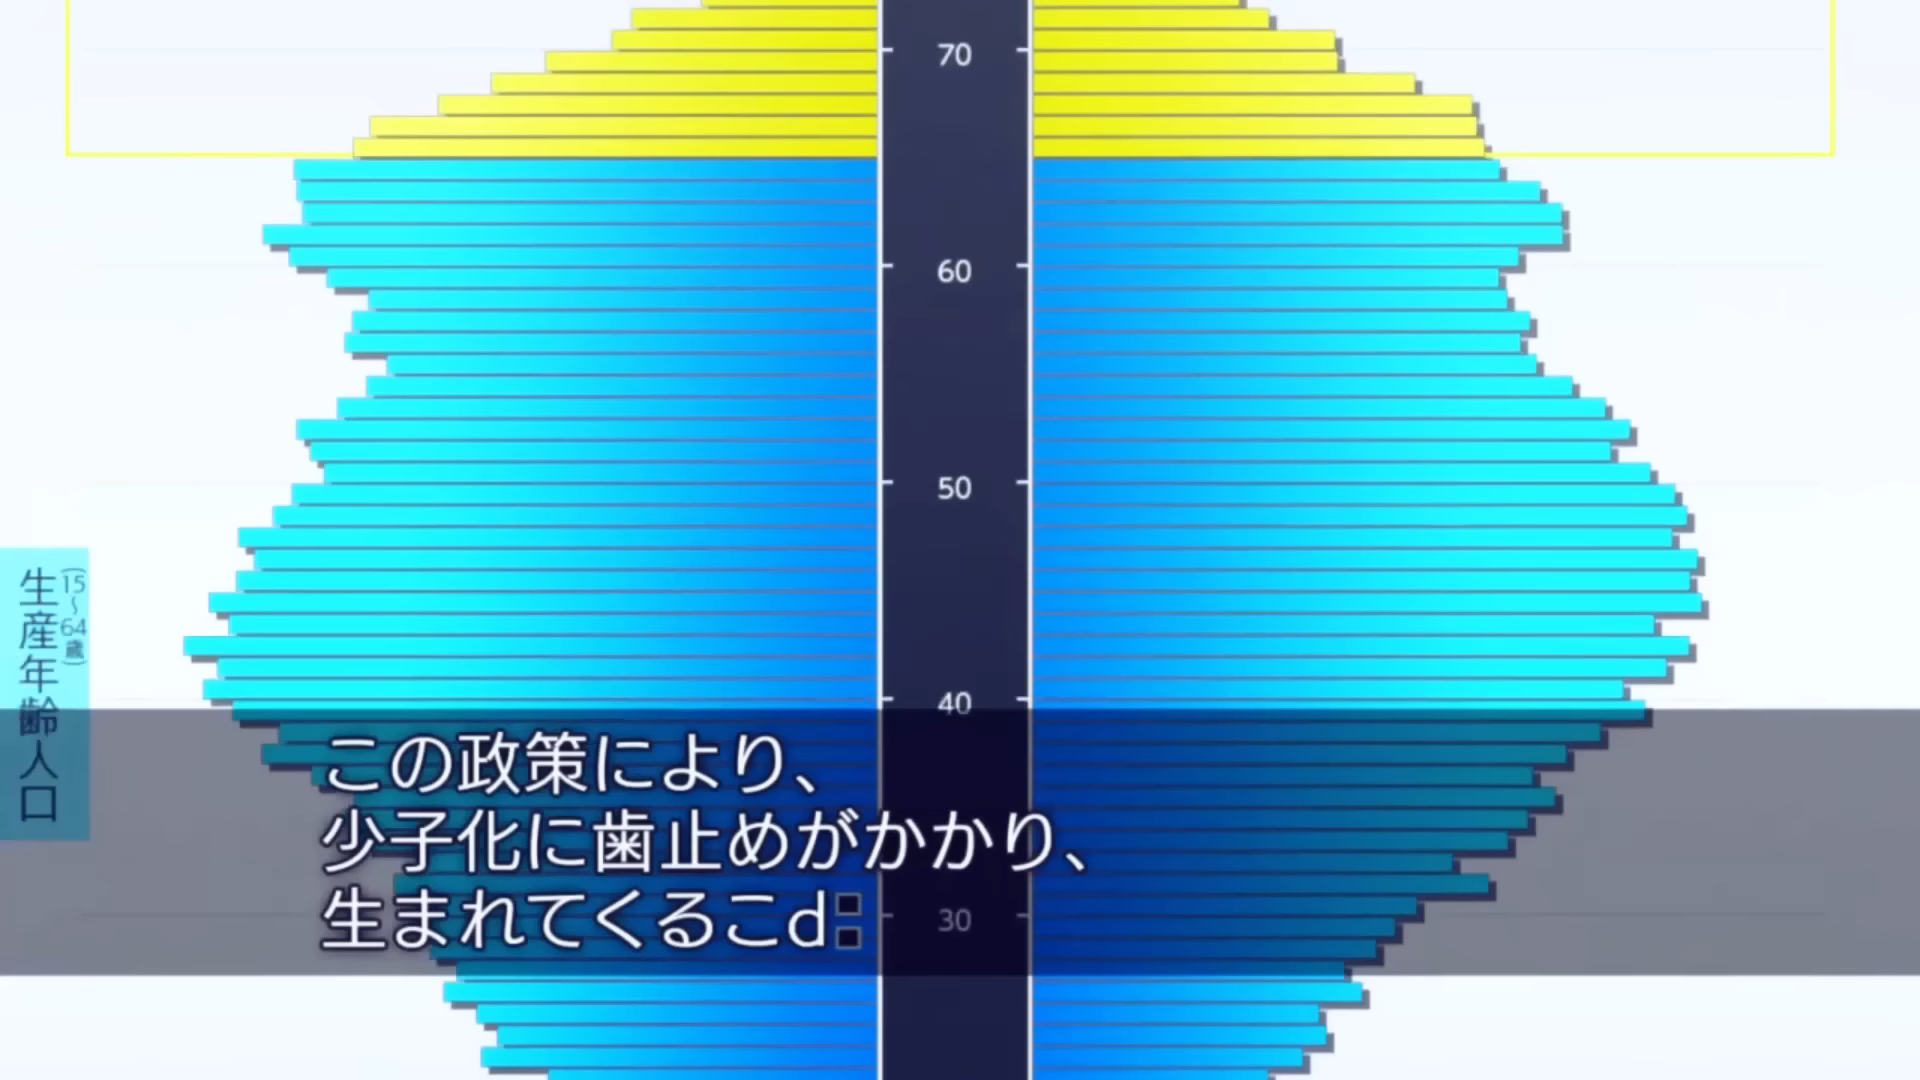 70
60
50
40
30
生産年齢人口
(15~64歳)
この政策により、
少子化に歯止めがかかり、
生まれてくるこd